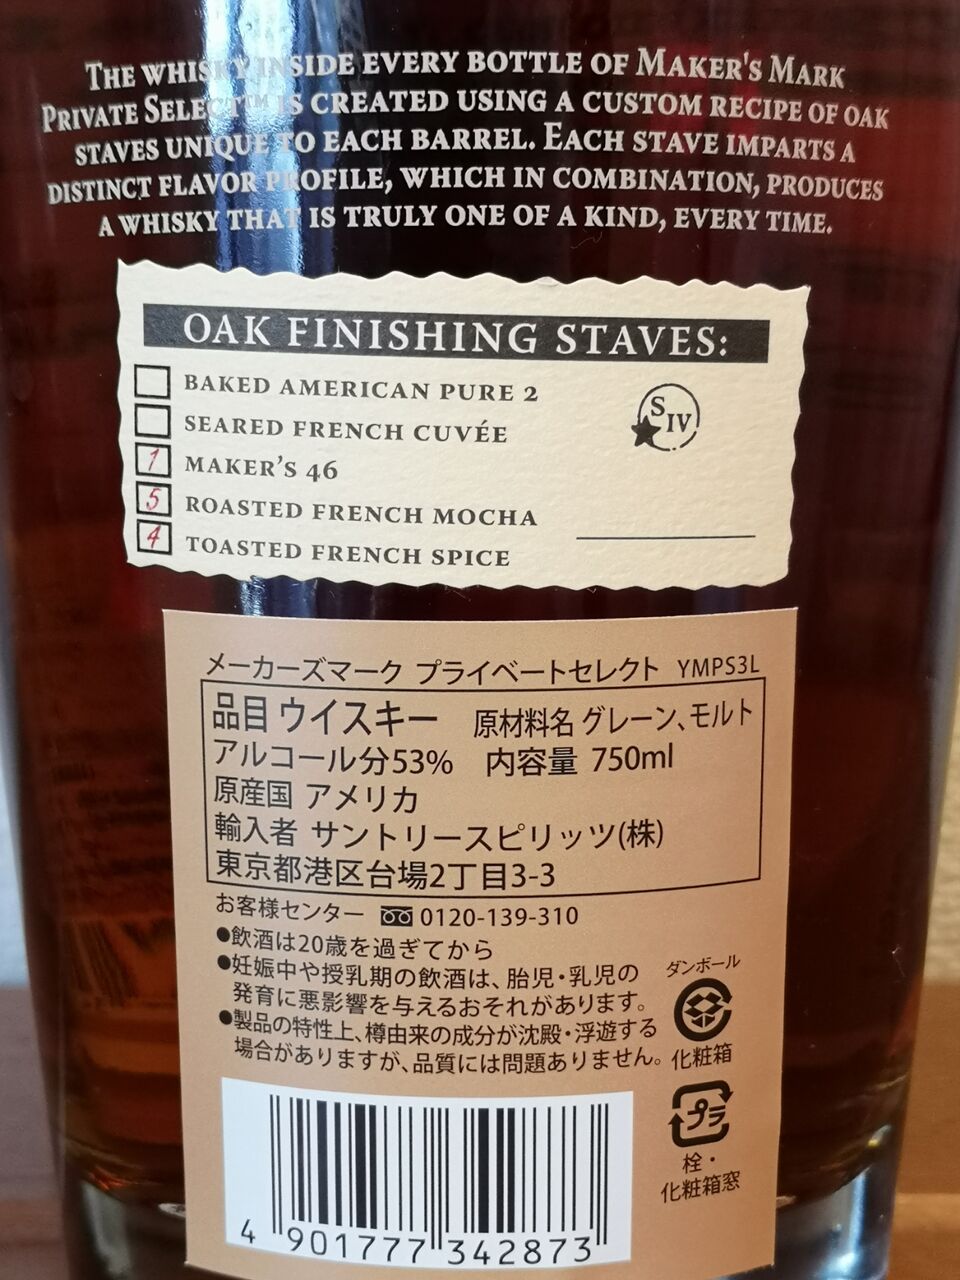 The whisky inside every bottle of Maker's Mark
Private Select™ is created using a custom recipe of oak
staves unique to each barrel. Each stave imparts a
distinct flavor profile, which in combination, produces
a whisky that is truly one of a kind, every time.
OAK FINISHING STAVES:
BAKED AMERICAN PURE 2
SEARED FRENCH CUVÉE
1 MAKER'S 46
5 ROASTED FRENCH MOCHA
4 TOASTED FRENCH SPICE
S IV
メーカーズマーク プライベートセレクト YMPS3L
品目 ウイスキー 原材料名 グレーン、モルト
アルコール分53% 内容量 750ml
原産国 アメリカ
輸入者 サントリースピリッツ(株)
東京都港区台場2丁目3-3
お客様センター 0120-139-310
●飲酒は20歳を過ぎてから
●妊娠中や授乳期の飲酒は、胎児・乳児の
発育に悪影響を与えるおそれがあります。
●製品の特性上、樽由来の成分が沈殿・浮遊する
場合がありますが、品質には問題ありません。
ダンボール
化粧箱
プラ
栓・
化粧箱窓
4 901777 342873